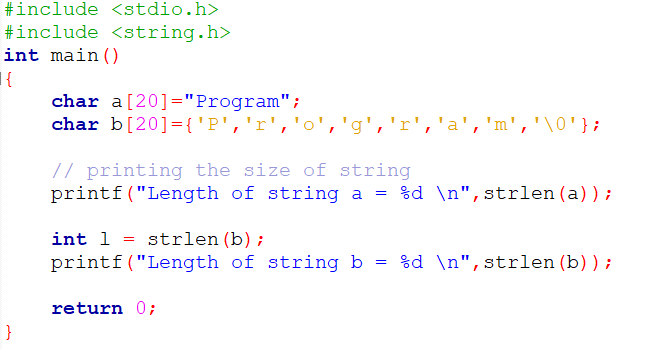 #include <stdio.h>
#include <string.h>
int main()
{
    char a[20]="Program";
    char b[20]={'P','r','o','g','r','a','m','\0'};
    // printing the size of string
    printf("Length of string a = %d \n",strlen(a));
    int l = strlen(b);
    printf("Length of string b = %d \n",strlen(b));
    return 0;
}